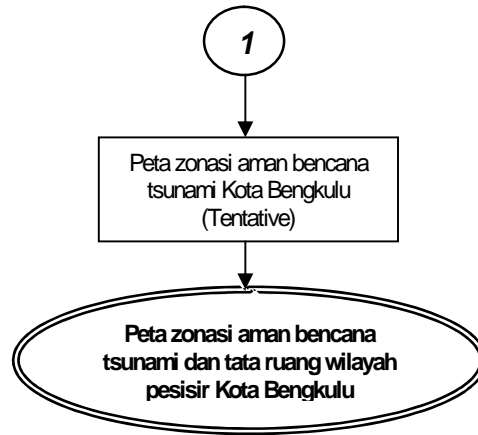 1
Peta zonasi aman bencana
tsunami Kota Bengkulu
(Tentative)
Peta zonasi aman bencana
tsunami dan tata ruang wilayah
pesisir Kota Bengkulu